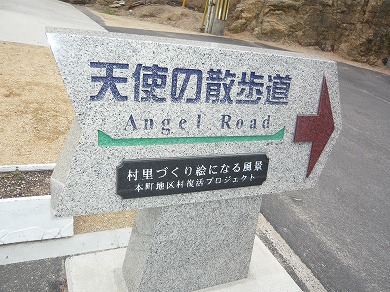 天使の散歩道
Angel Road
村里づくり絵になる風景
本町地区村復活プロジェクト